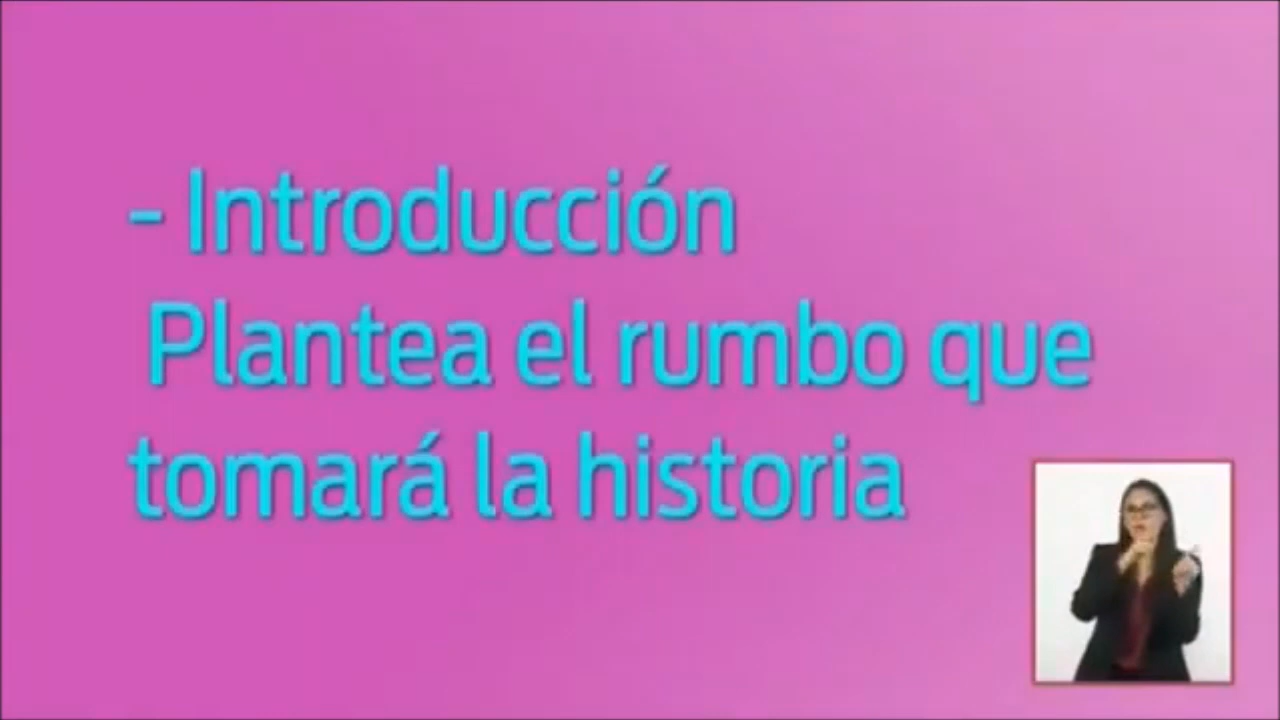 - Introducción
Plantea el rumbo que
tomará la historia